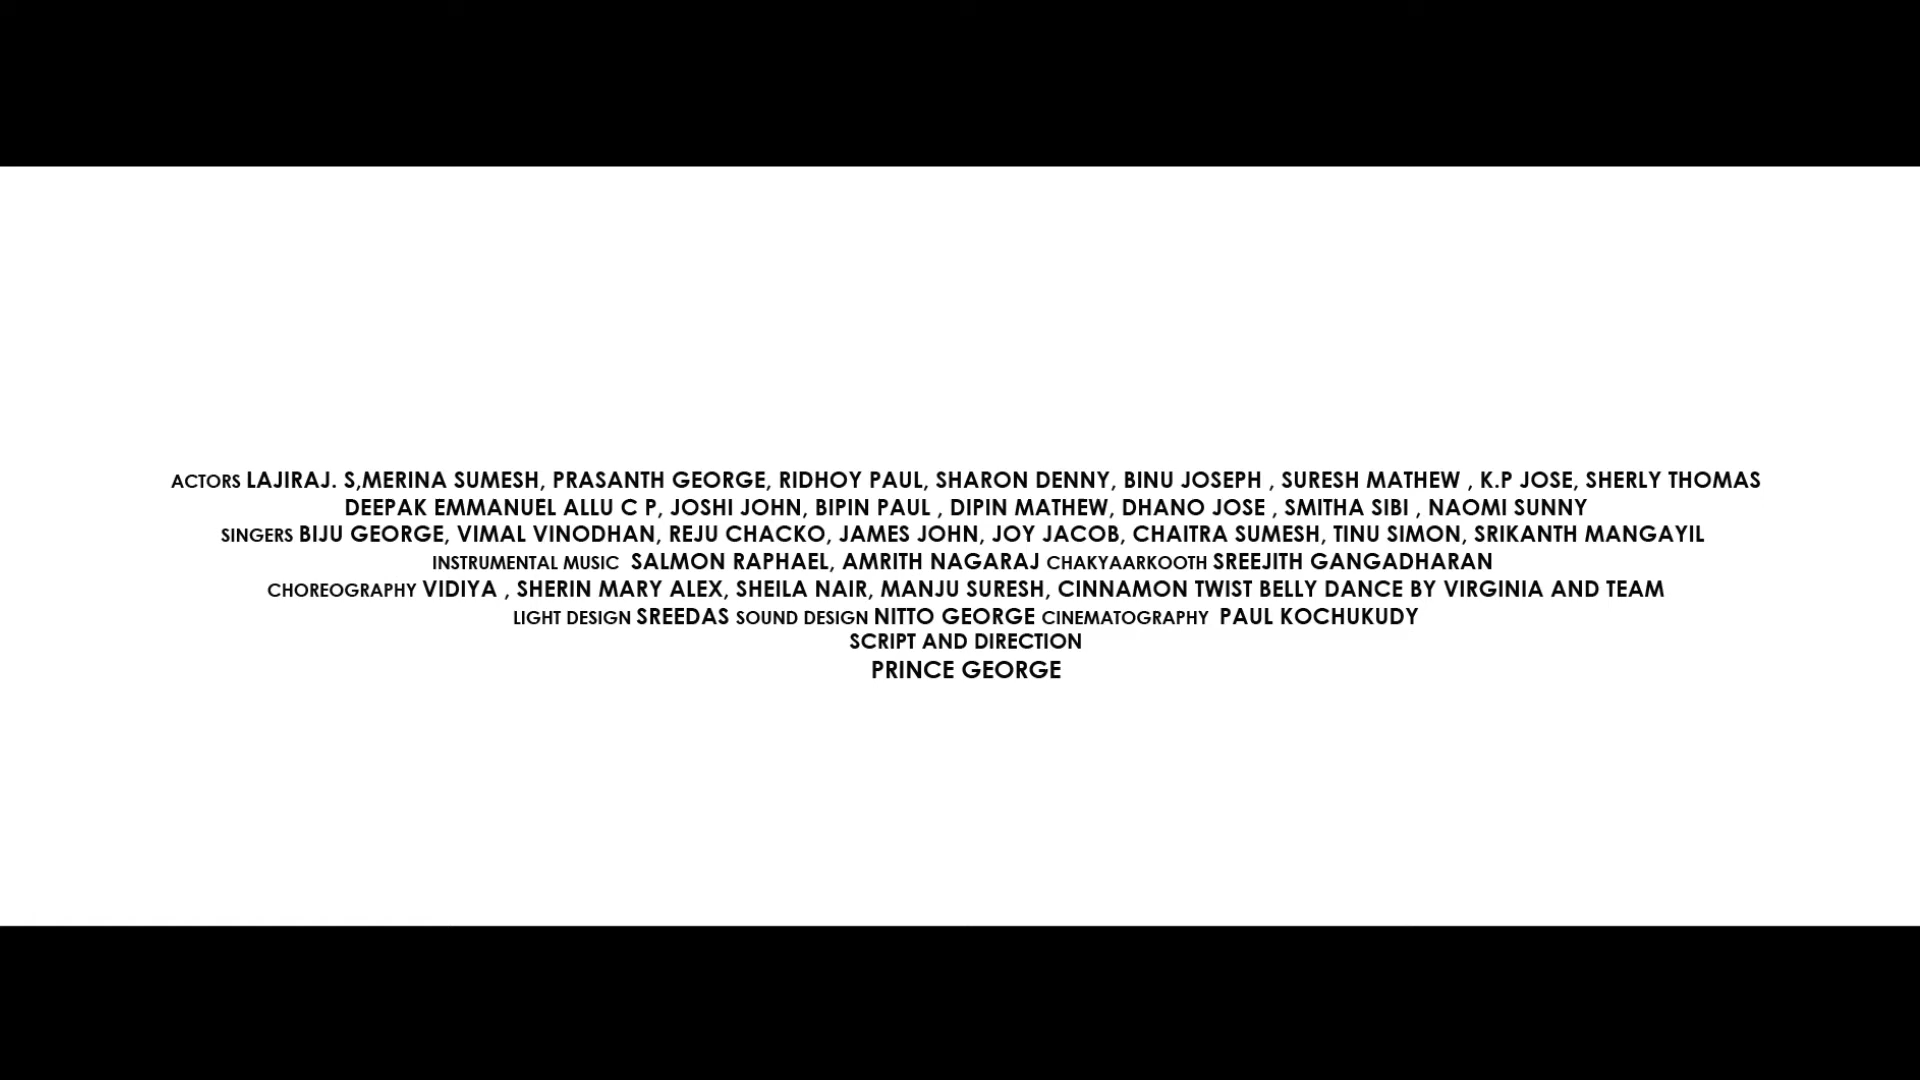 ACTORS LAJIRAJ. S,MERINA SUMESH, PRASANTH GEORGE, RIDHOY PAUL, SHARON DENNY, BINU JOSEPH , SURESH MATHEW , K.P JOSE, SHERLY THOMAS
DEEPAK EMMANUEL ALLU C P, JOSHI JOHN, BIPIN PAUL , DIPIN MATHEW, DHANO JOSE , SMITHA SIBI , NAOMI SUNNY
SINGERS BIJU GEORGE, VIMAL VINODHAN, REJU CHACKO, JAMES JOHN, JOY JACOB, CHAITRA SUMESH, TINU SIMON, SRIKANTH MANGAYIL
INSTRUMENTAL MUSIC  SALMON RAPHAEL, AMRITH NAGARAJ CHAKYAARKOOTH SREEJITH GANGADHARAN
CHOREOGRAPHY VIDIYA , SHERIN MARY ALEX, SHEILA NAIR, MANJU SURESH, CINNAMON TWIST BELLY DANCE BY VIRGINIA AND TEAM
LIGHT DESIGN SREEDAS SOUND DESIGN NITTO GEORGE CINEMATOGRAPHY  PAUL KOCHUKUDY
SCRIPT AND DIRECTION
PRINCE GEORGE